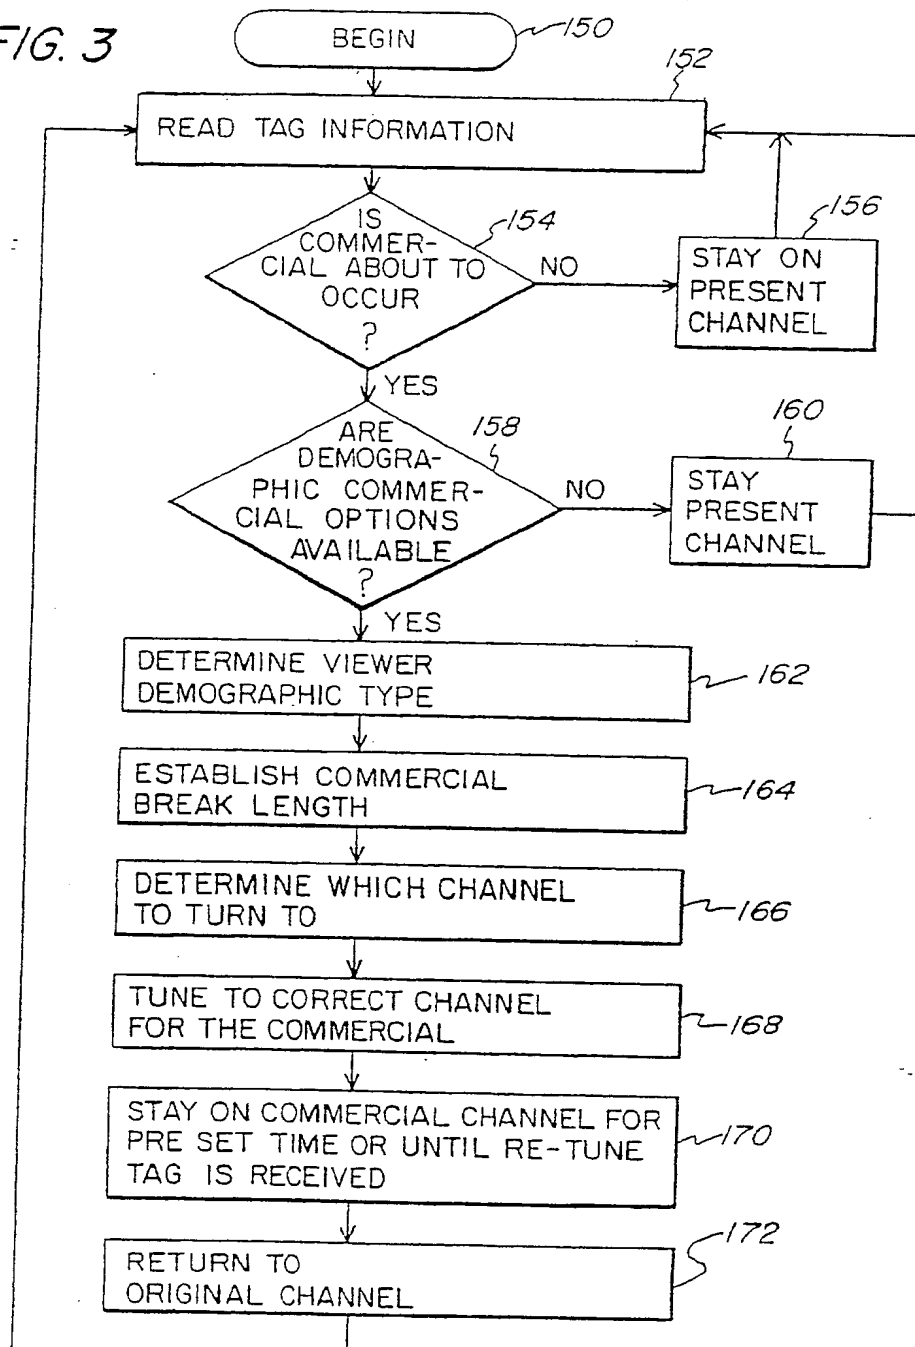 FIG. 3
BEGIN
150
152
READ TAG INFORMATION
IS
COMMER-
CIAL ABOUT TO
OCCUR
?
154
NO
156
STAY ON
PRESENT
CHANNEL
YES
ARE
DEMOGRA-
PHIC COMMER-
CIAL OPTIONS
AVAILABLE
?
158
NO
160
STAY
PRESENT
CHANNEL
YES
DETERMINE VIEWER
DEMOGRAPHIC TYPE
162
ESTABLISH COMMERCIAL
BREAK LENGTH
164
DETERMINE WHICH CHANNEL
TO TURN TO
166
TUNE TO CORRECT CHANNEL
FOR THE COMMERCIAL
168
STAY ON COMMERCIAL CHANNEL FOR
PRE SET TIME OR UNTIL RE-TUNE
TAG IS RECEIVED
170
172
RETURN TO
ORIGINAL CHANNEL